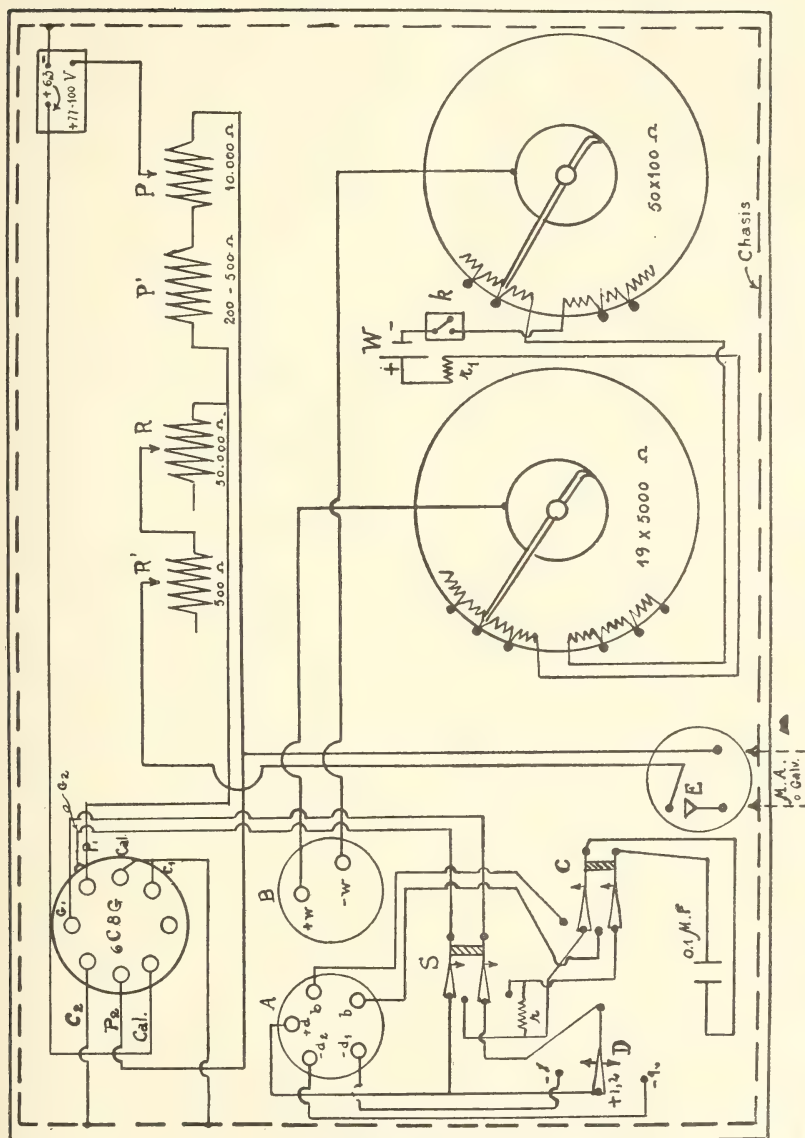 + 6,3 -
+77-100 V
P
10.000 Ω
P'
200 - 500 Ω
R
50.000 Ω
R'
500 Ω
50x100 Ω
Chasis
k
W
-
+
r₁
19 x 5000 Ω
G₂
G₁
P₁
Cal.
C₁
6C8G
C₂
P₂
Cal.
B
+w
-w
M.A.
o Galv.
E
A
+d
b
-d₂
b
-d₁
S
C
r
0.1 M.F
D
+1,2